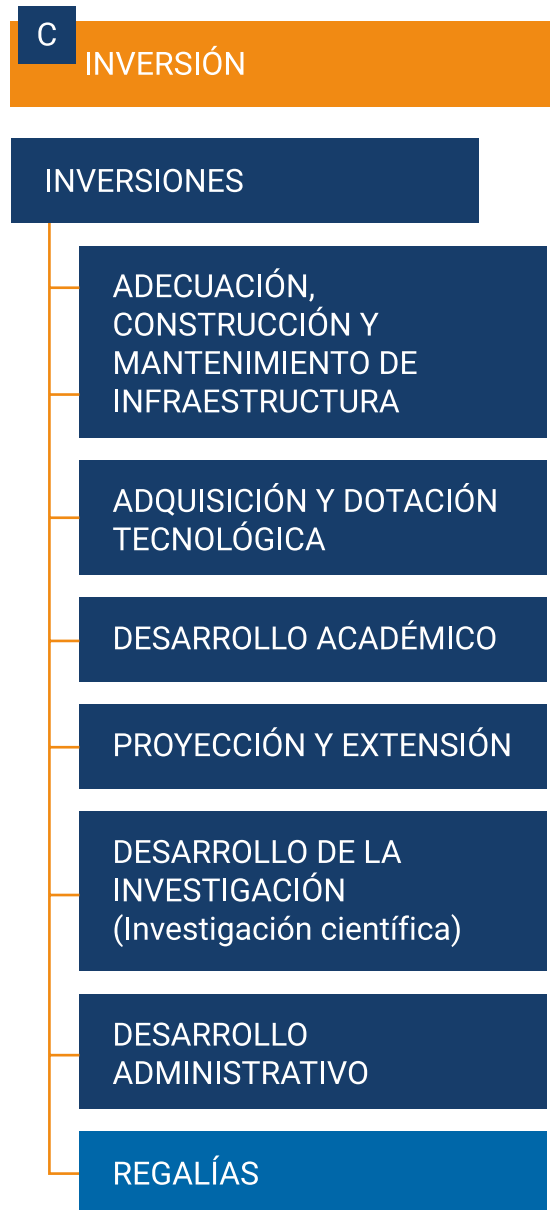 C
INVERSIÓN
INVERSIONES
ADECUACIÓN,
CONSTRUCCIÓN Y
MANTENIMIENTO DE
INFRAESTRUCTURA
ADQUISICIÓN Y DOTACIÓN
TECNOLÓGICA
DESARROLLO ACADÉMICO
PROYECCIÓN Y EXTENSIÓN
DESARROLLO DE LA
INVESTIGACIÓN
(Investigación científica)
DESARROLLO
ADMINISTRATIVO
REGALÍAS